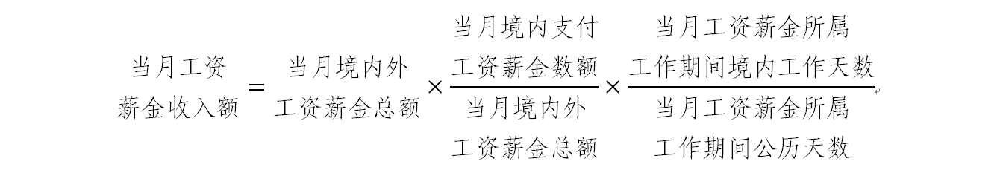 当月工资
薪金收入额
=
当月境内外
工资薪金总额
×
当月境内支付
工资薪金数额
当月境内外
工资薪金总额
×
当月工资薪金所属
工作期间境内工作天数
当月工资薪金所属
工作期间公历天数